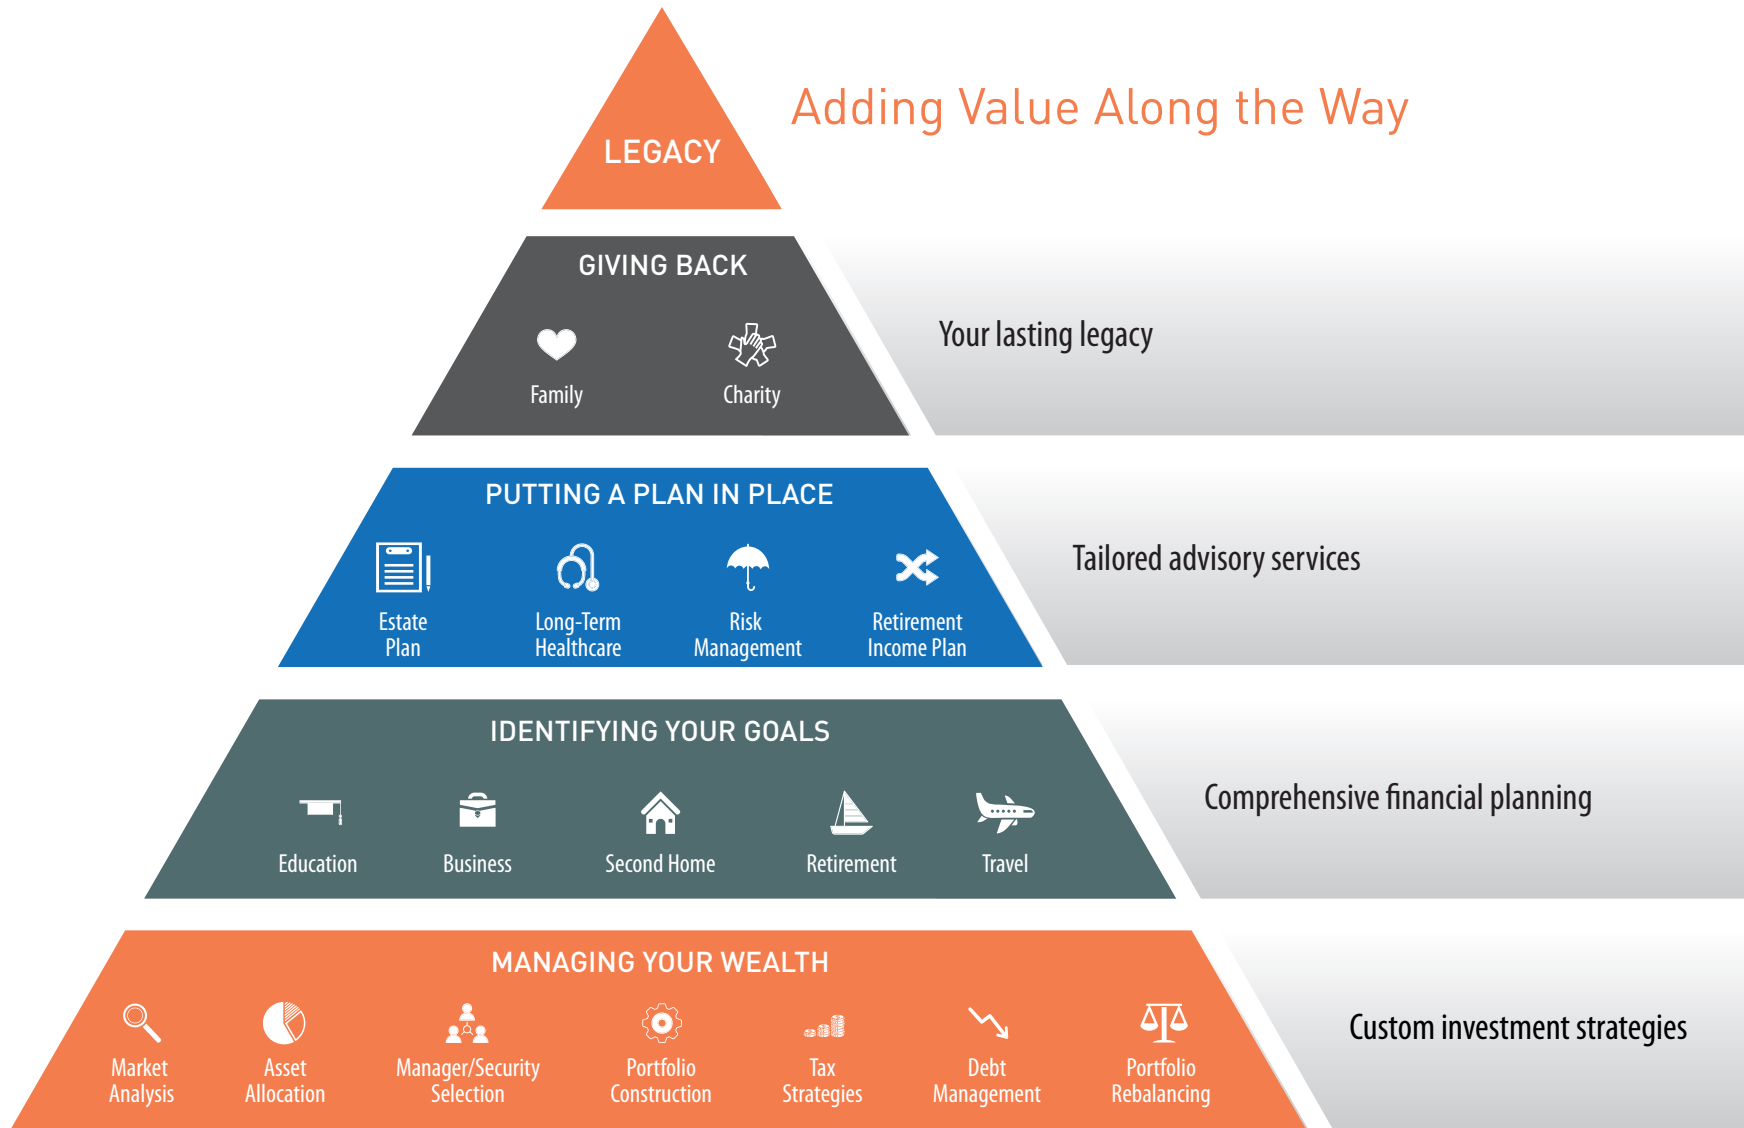 Adding Value Along the Way
LEGACY
GIVING BACK
Family
Charity
Your lasting legacy
PUTTING A PLAN IN PLACE
Estate
Plan
Long-Term
Healthcare
Risk
Management
Retirement
Income Plan
Tailored advisory services
IDENTIFYING YOUR GOALS
Education
Business
Second Home
Retirement
Travel
Comprehensive financial planning
MANAGING YOUR WEALTH
Market
Analysis
Asset
Allocation
Manager/Security
Selection
Portfolio
Construction
Tax
Strategies
Debt
Management
Portfolio
Rebalancing
Custom investment strategies